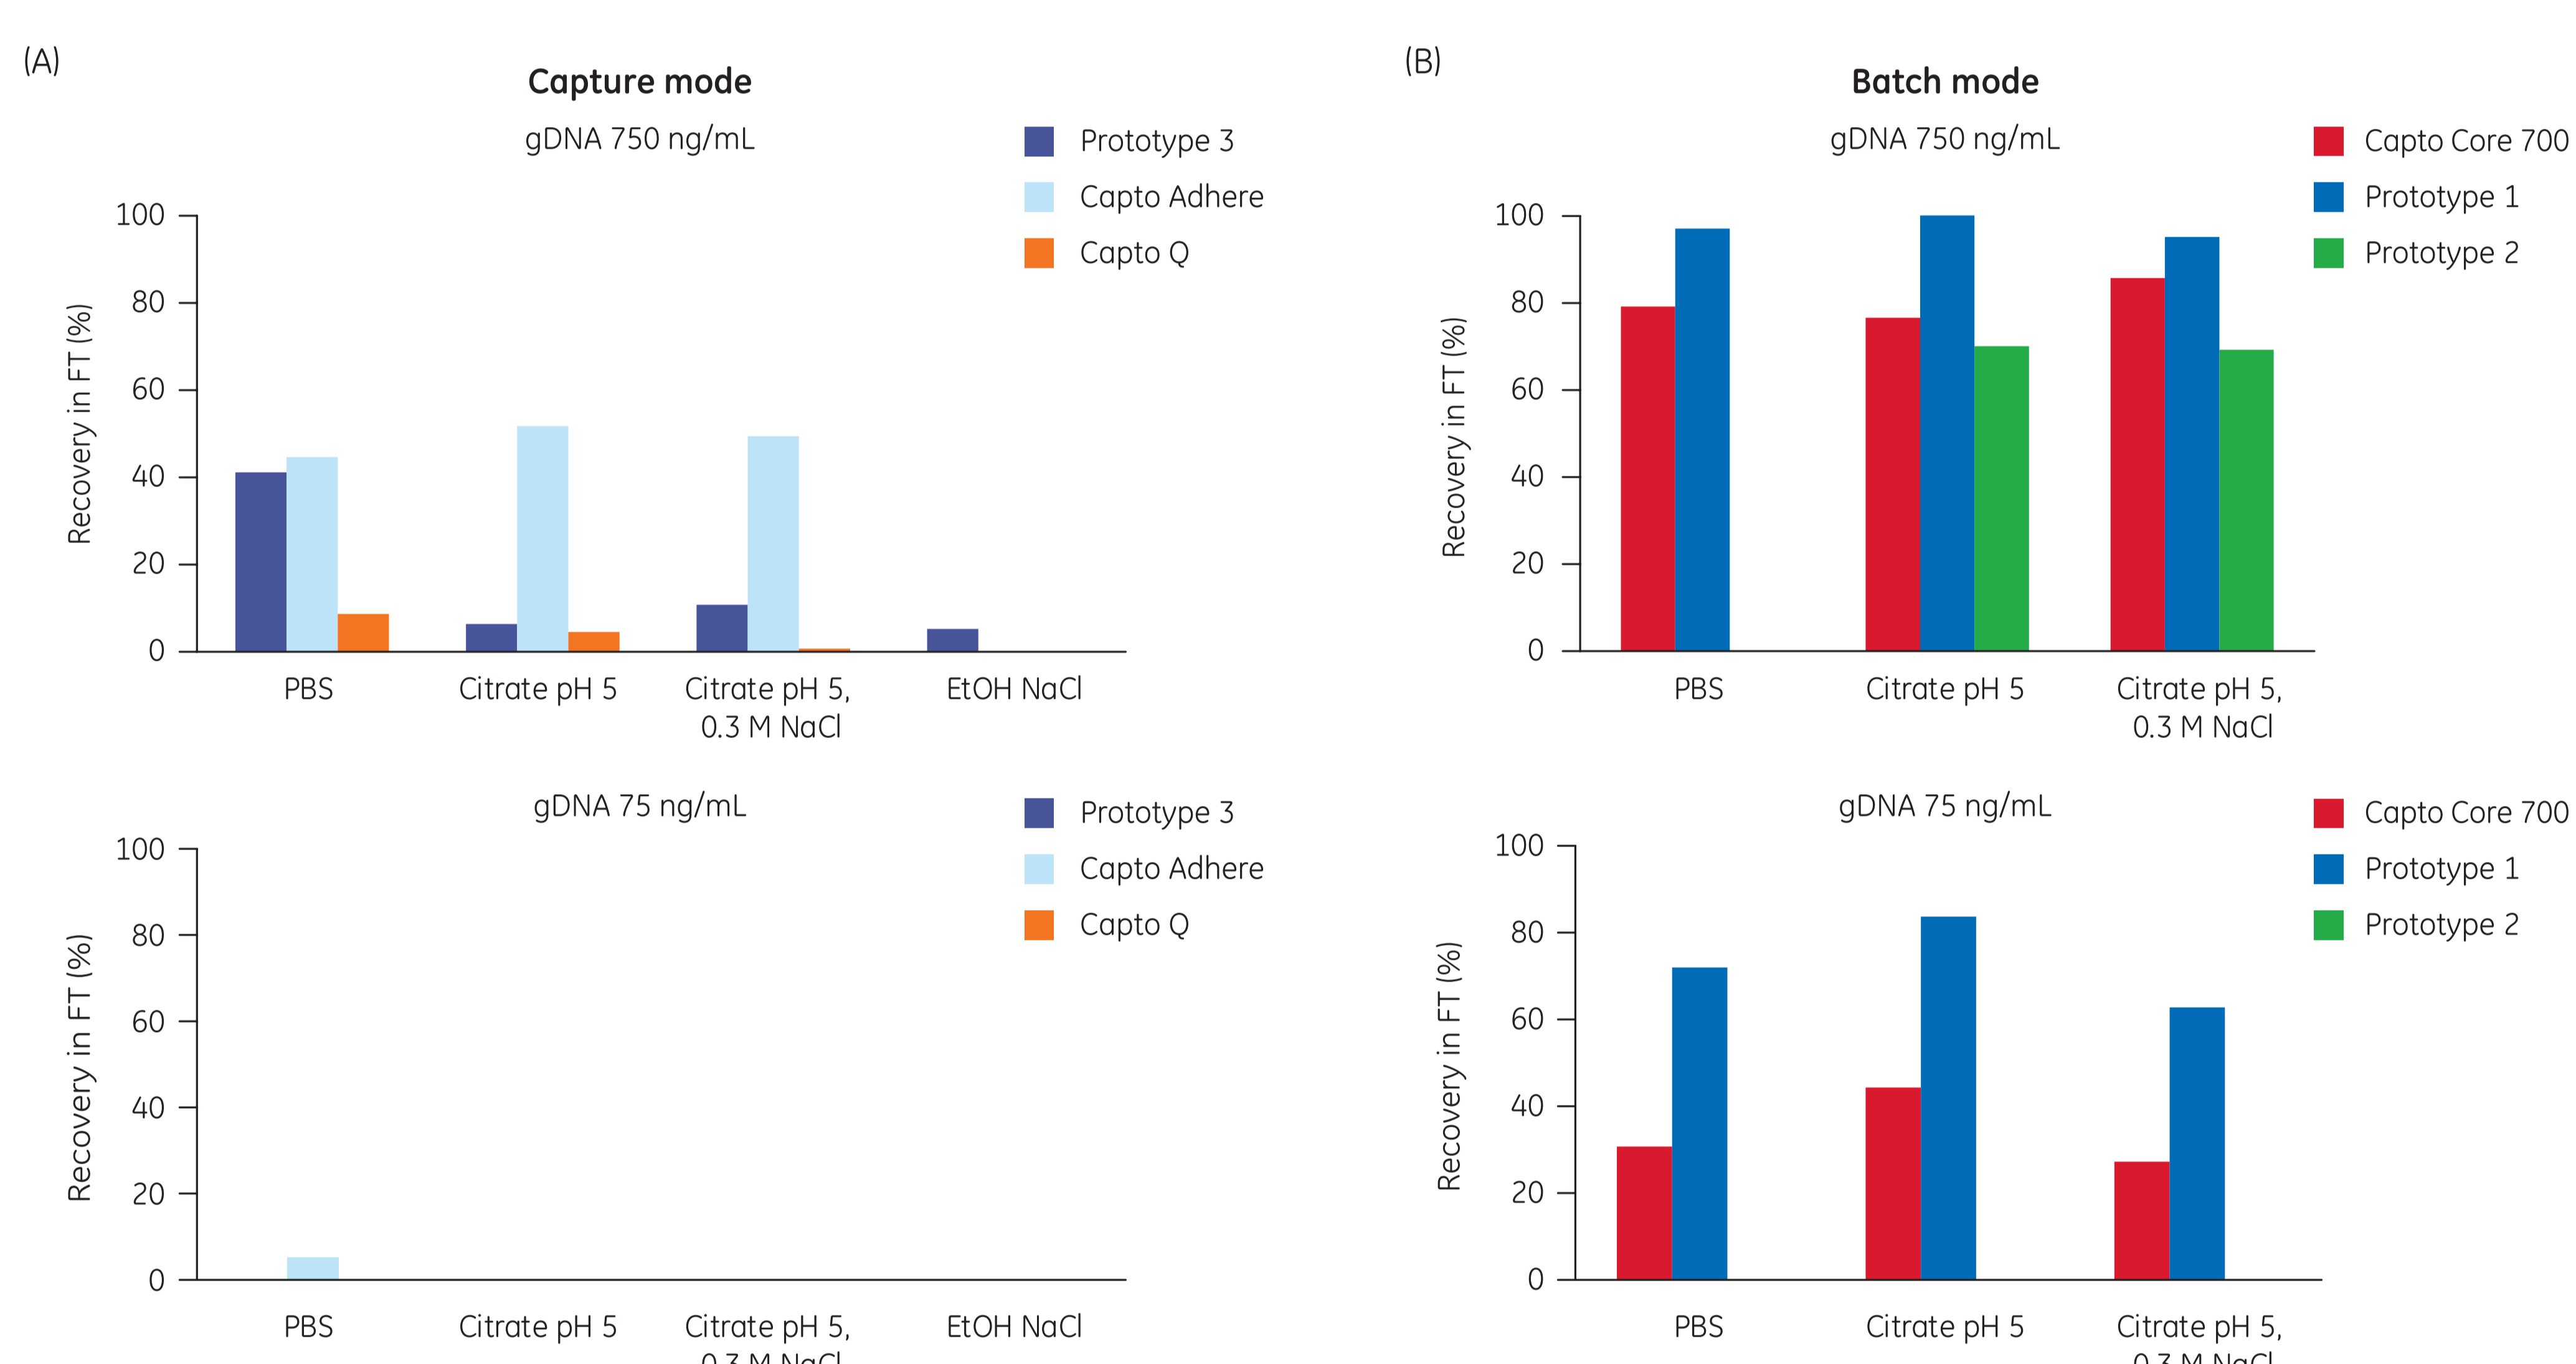 (A)
Capture mode
gDNA 750 ng/mL
Prototype 3
Capto Adhere
Capto Q
Recovery in FT (%)
100
80
60
40
20
0
PBS
Citrate pH 5
Citrate pH 5,
0.3 M NaCl
EtOH NaCl
gDNA 75 ng/mL
Prototype 3
Capto Adhere
Capto Q
Recovery in FT (%)
100
80
60
40
20
0
PBS
Citrate pH 5
Citrate pH 5,
0.3 M NaCl
EtOH NaCl
(B)
Batch mode
gDNA 750 ng/mL
Capto Core 700
Prototype 1
Prototype 2
Recovery in FT (%)
100
80
60
40
20
0
PBS
Citrate pH 5
Citrate pH 5,
0.3 M NaCl
gDNA 75 ng/mL
Capto Core 700
Prototype 1
Prototype 2
Recovery in FT (%)
100
80
60
40
20
0
PBS
Citrate pH 5
Citrate pH 5,
0.3 M NaCl